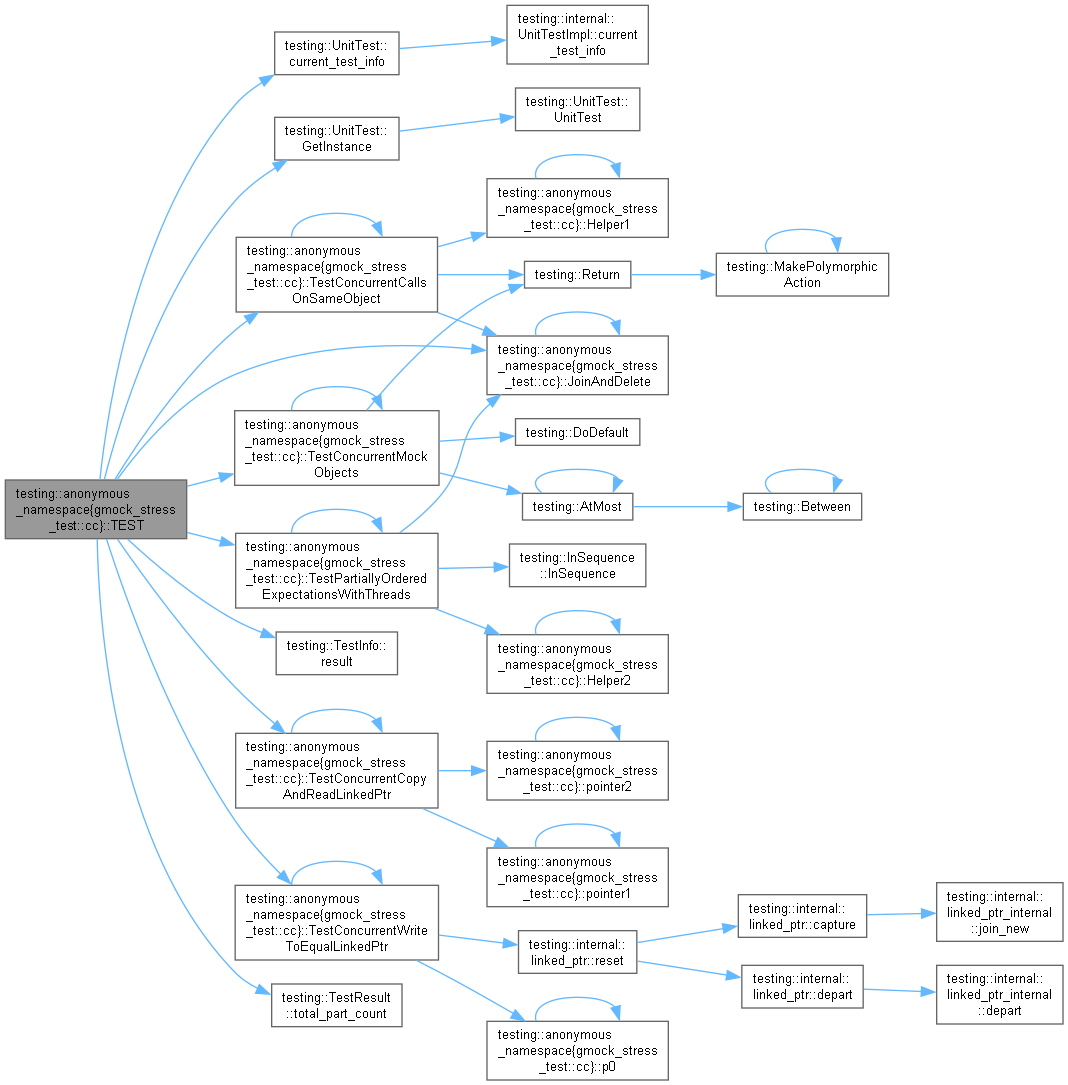 testing::anonymous
_namespace{gmock_stress
_test::cc}::TEST
testing::UnitTest::
current_test_info
testing::internal::
UnitTestImpl::current
_test_info
testing::UnitTest::
GetInstance
testing::UnitTest::
UnitTest
testing::anonymous
_namespace{gmock_stress
_test::cc}::TestConcurrentCalls
OnSameObject
testing::anonymous
_namespace{gmock_stress
_test::cc}::Helper1
testing::Return
testing::MakePolymorphic
Action
testing::anonymous
_namespace{gmock_stress
_test::cc}::JoinAndDelete
testing::anonymous
_namespace{gmock_stress
_test::cc}::TestConcurrentMock
Objects
testing::DoDefault
testing::AtMost
testing::Between
testing::anonymous
_namespace{gmock_stress
_test::cc}::TestPartiallyOrdered
ExpectationsWithThreads
testing::InSequence
::InSequence
testing::anonymous
_namespace{gmock_stress
_test::cc}::Helper2
testing::TestInfo::
result
testing::anonymous
_namespace{gmock_stress
_test::cc}::TestConcurrentCopy
AndReadLinkedPtr
testing::anonymous
_namespace{gmock_stress
_test::cc}::pointer2
testing::anonymous
_namespace{gmock_stress
_test::cc}::pointer1
testing::anonymous
_namespace{gmock_stress
_test::cc}::TestConcurrentWrite
ToEqualLinkedPtr
testing::internal::
linked_ptr::reset
testing::internal::
linked_ptr::capture
testing::internal::
linked_ptr_internal
::join_new
testing::internal::
linked_ptr::depart
testing::internal::
linked_ptr_internal
::depart
testing::TestResult
::total_part_count
testing::anonymous
_namespace{gmock_stress
_test::cc}::p0